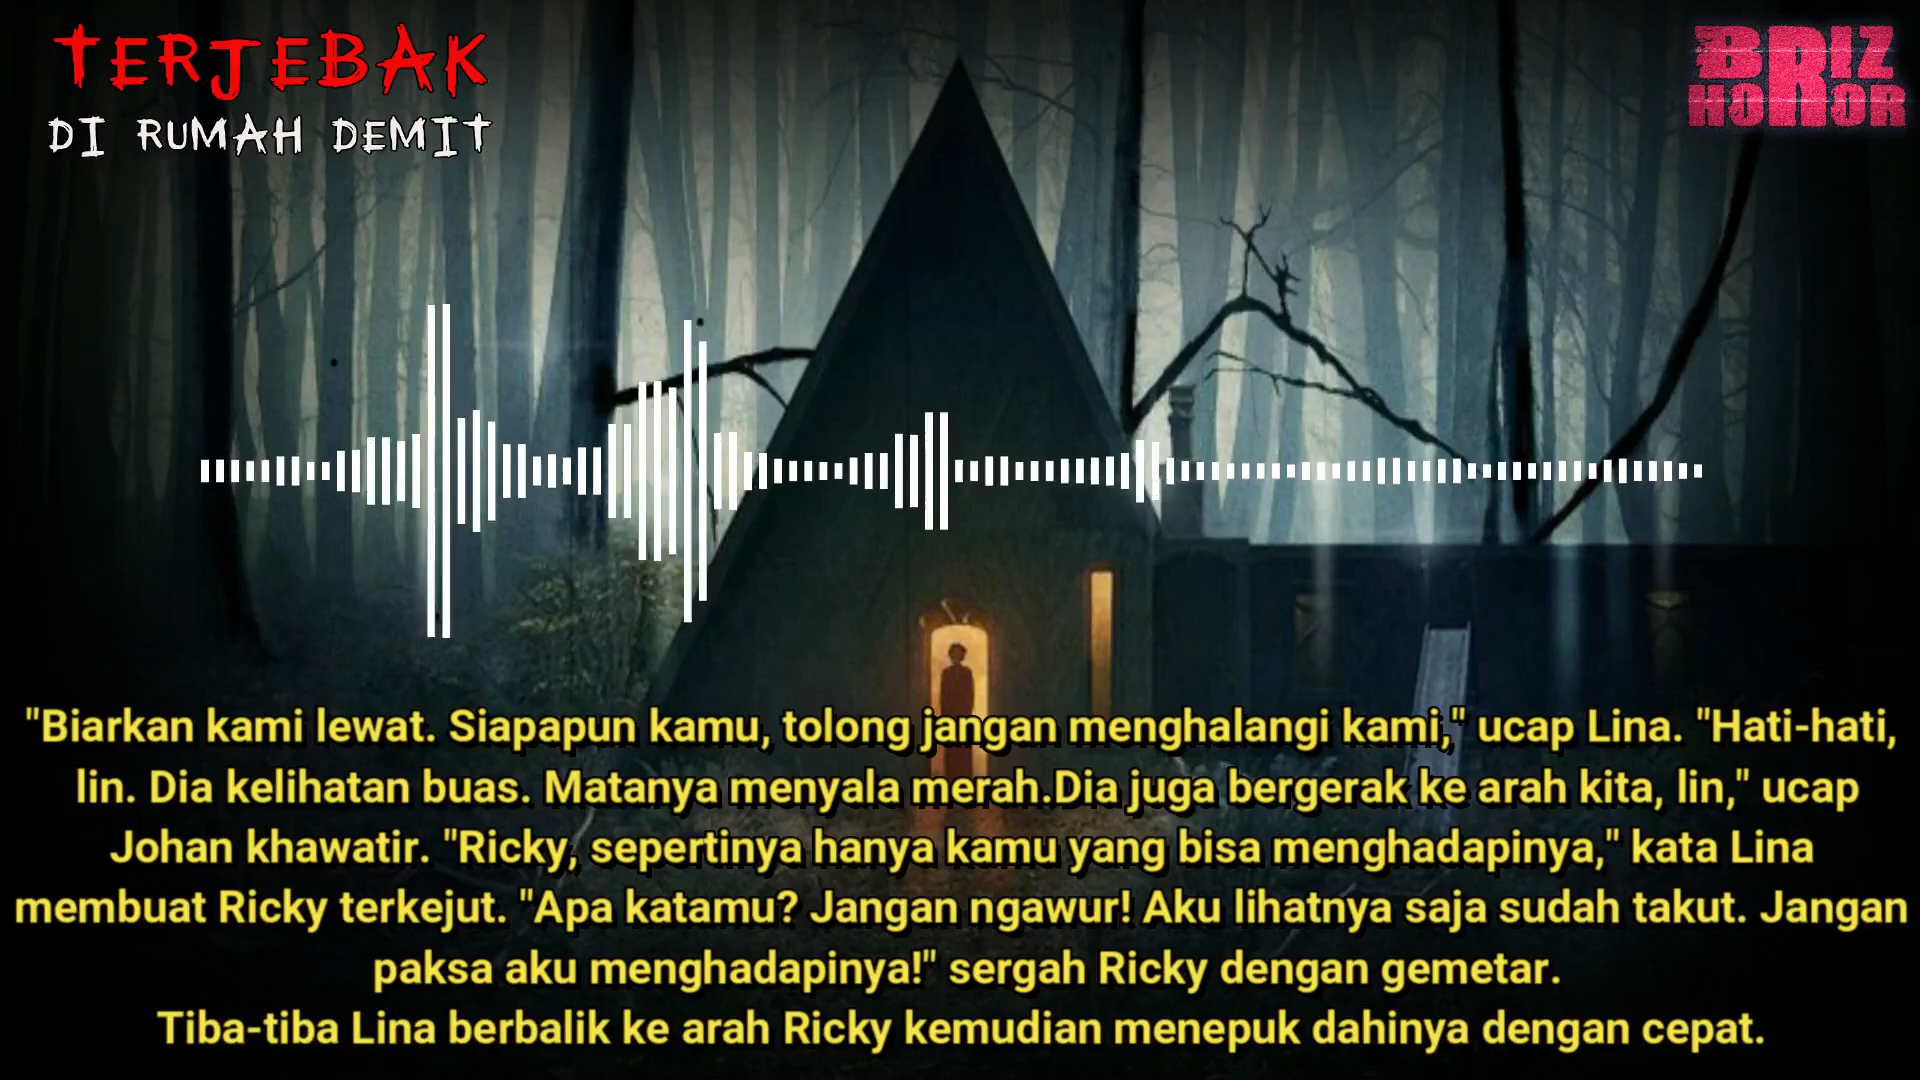 TERJEBAK
DI RUMAH DEMIT
BRIZ
HORROR
"Biarkan kami lewat. Siapapun kamu, tolong jangan menghalangi kami," ucap Lina. "Hati-hati,
lin. Dia kelihatan buas. Matanya menyala merah.Dia juga bergerak ke arah kita, lin," ucap
Johan khawatir. "Ricky, sepertinya hanya kamu yang bisa menghadapinya," kata Lina
membuat Ricky terkejut. "Apa katamu? Jangan ngawur! Aku lihatnya saja sudah takut. Jangan
paksa aku menghadapinya!" sergah Ricky dengan gemetar.
Tiba-tiba Lina berbalik ke arah Ricky kemudian menepuk dahinya dengan cepat.